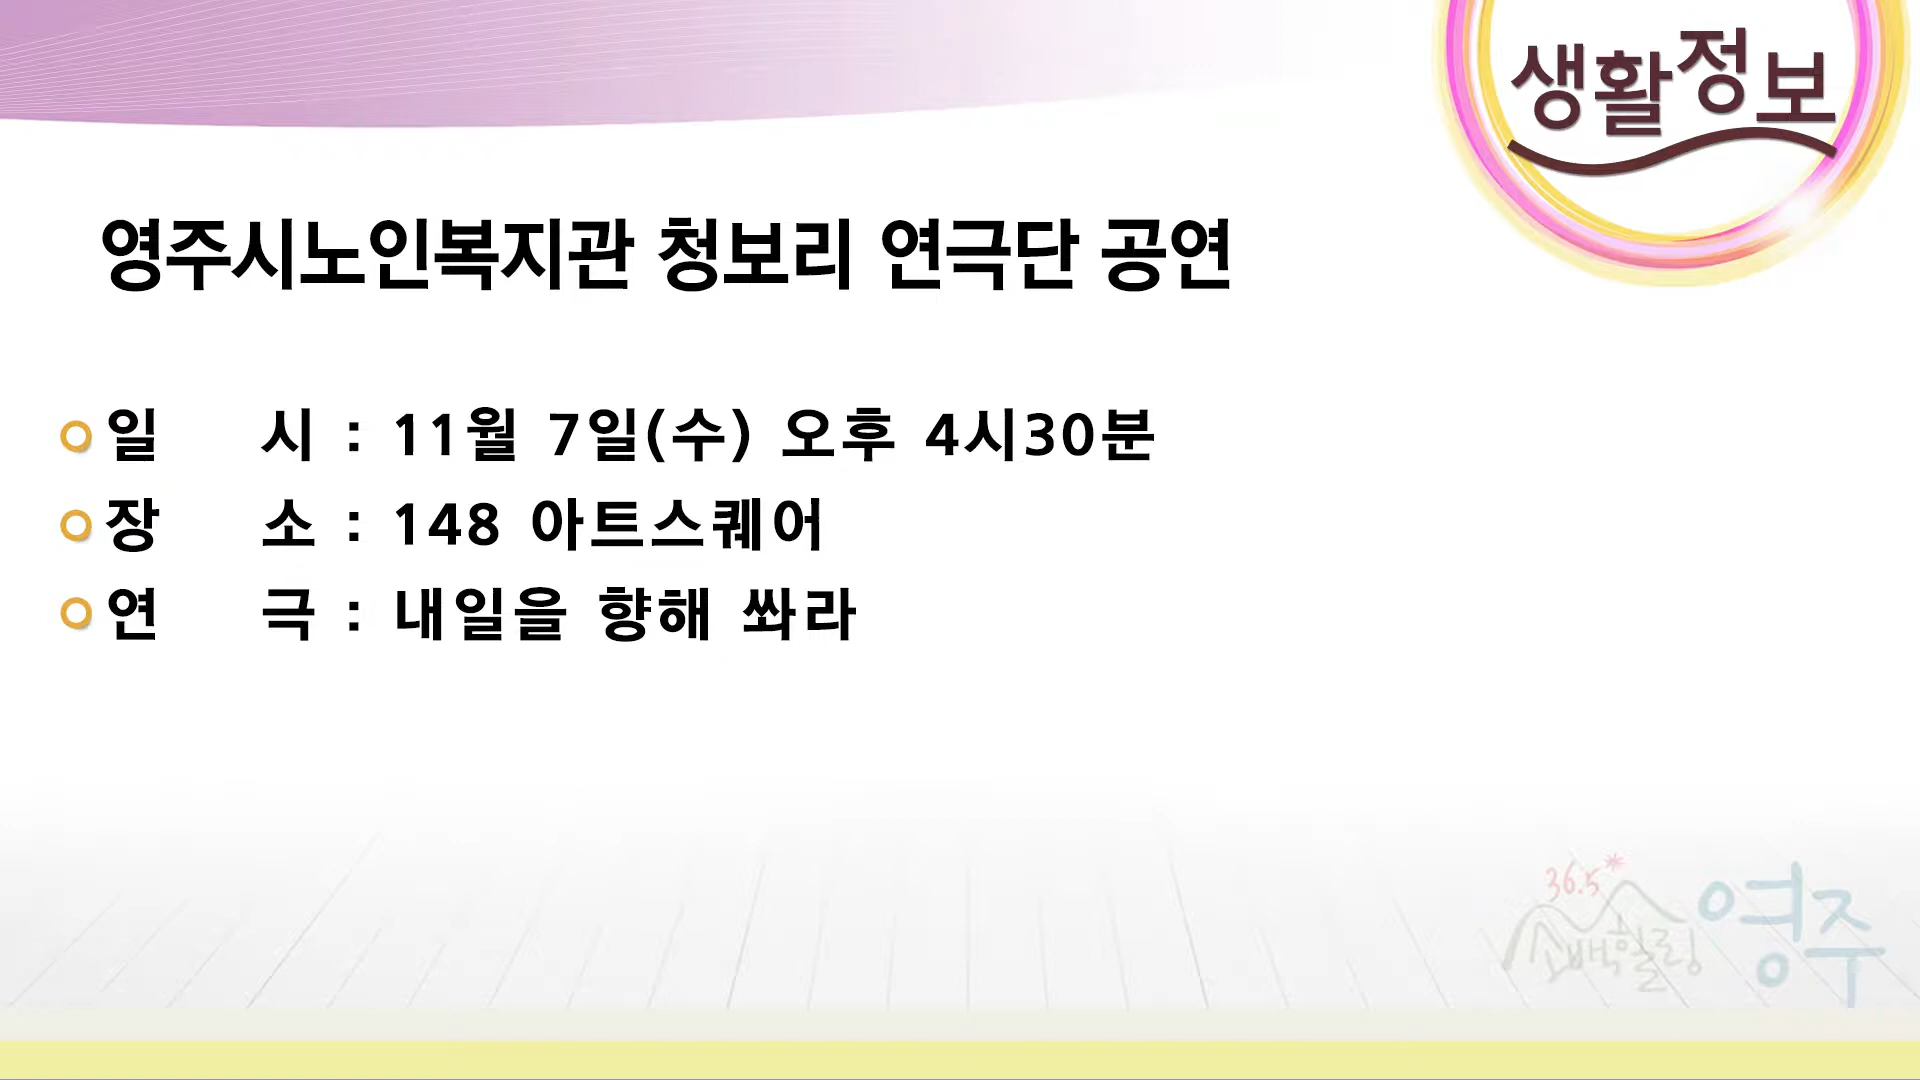 생활정보
영주시노인복지관 청보리 연극단 공연
일 시 : 11월 7일(수) 오후 4시30분
장 소 : 148 아트스퀘어
연 극 : 내일을 향해 쏴라
36.5*
소백힐링
영주